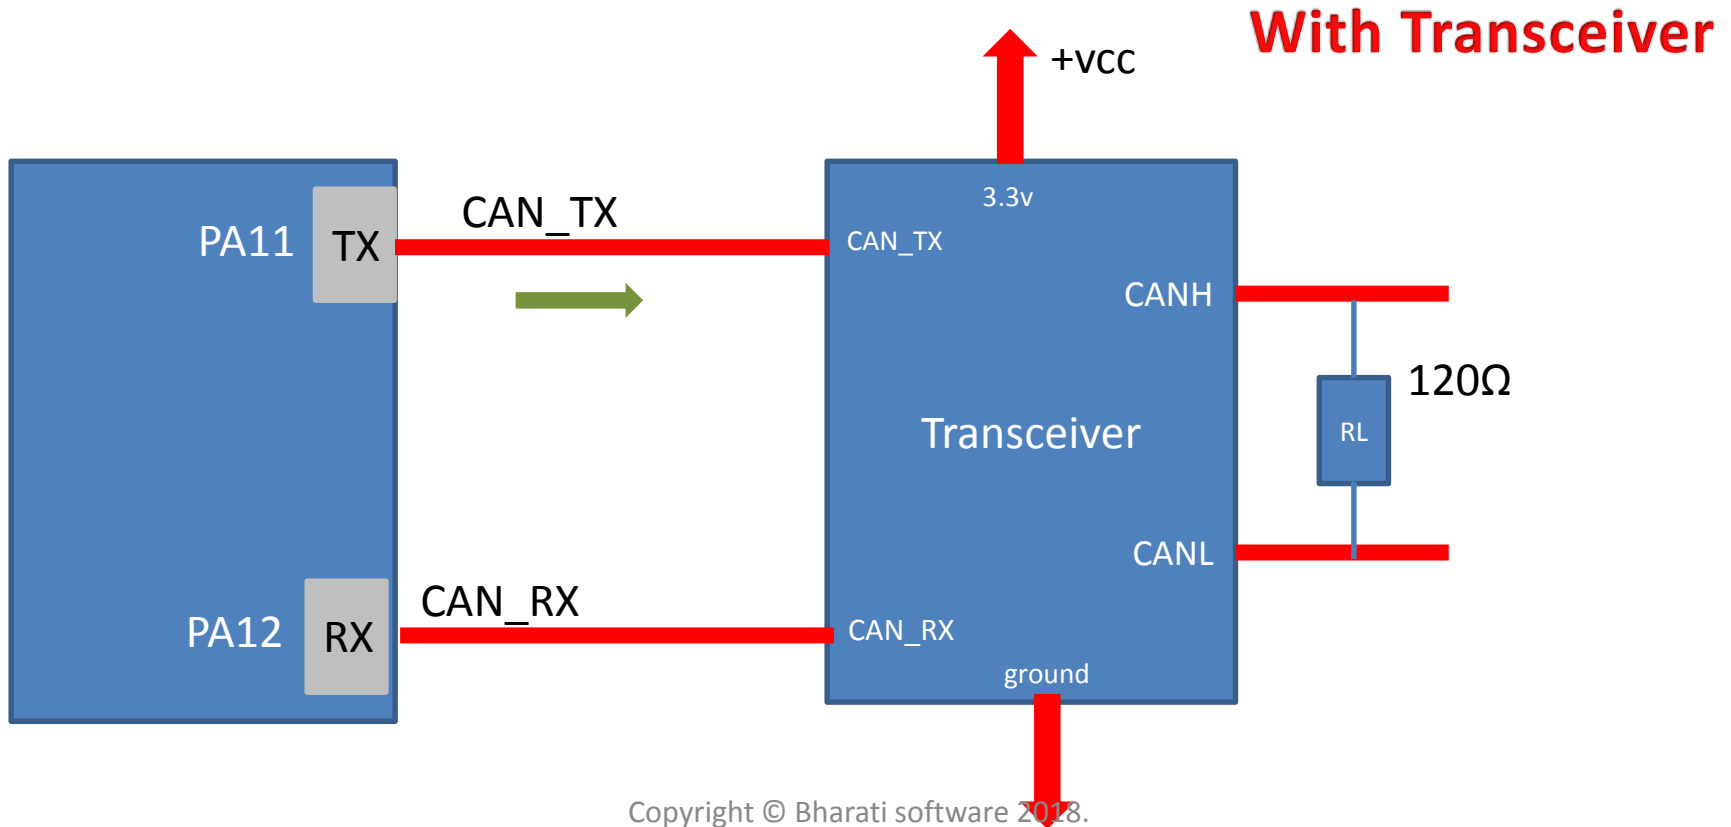 With Transceiver
+vcc
3.3v
PA11
TX
CAN_TX
CAN_TX
CANH
120Ω
RL
Transceiver
CANL
PA12
RX
CAN_RX
CAN_RX
ground
Copyright © Bharati software 2018.